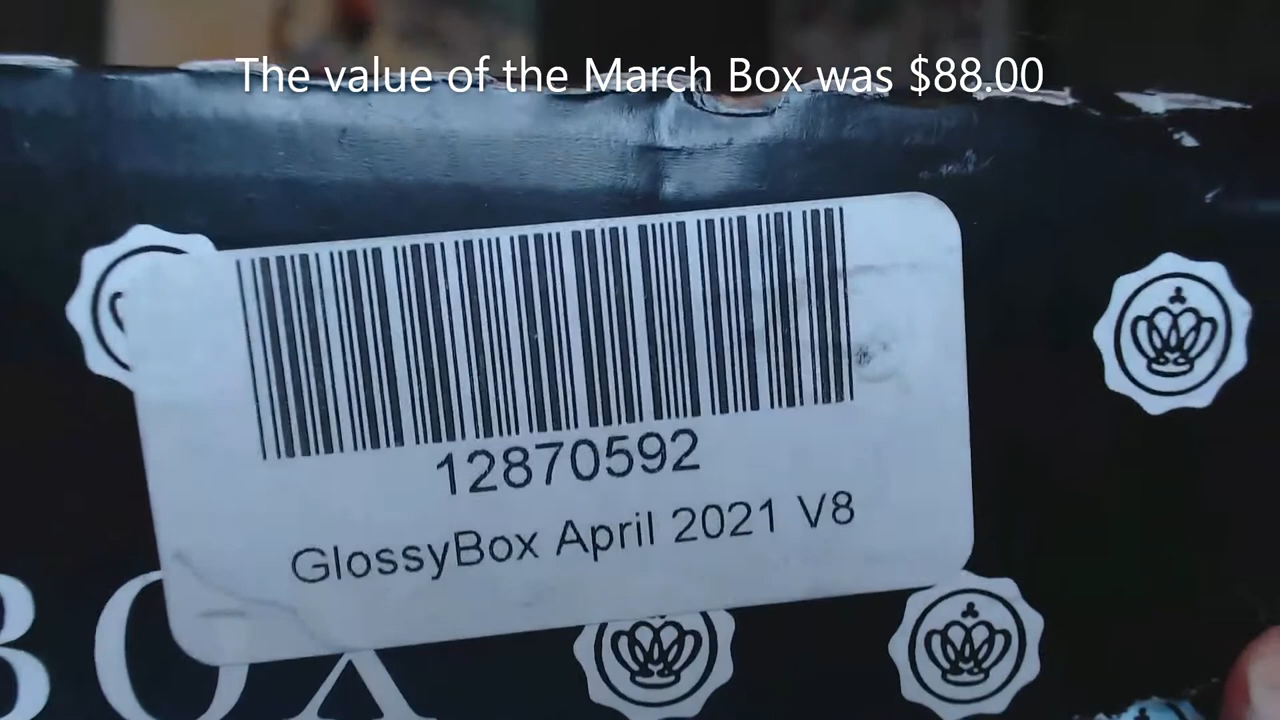 The value of the March Box was $88.00
12870592
GlossyBox April 2021 V8
BOX